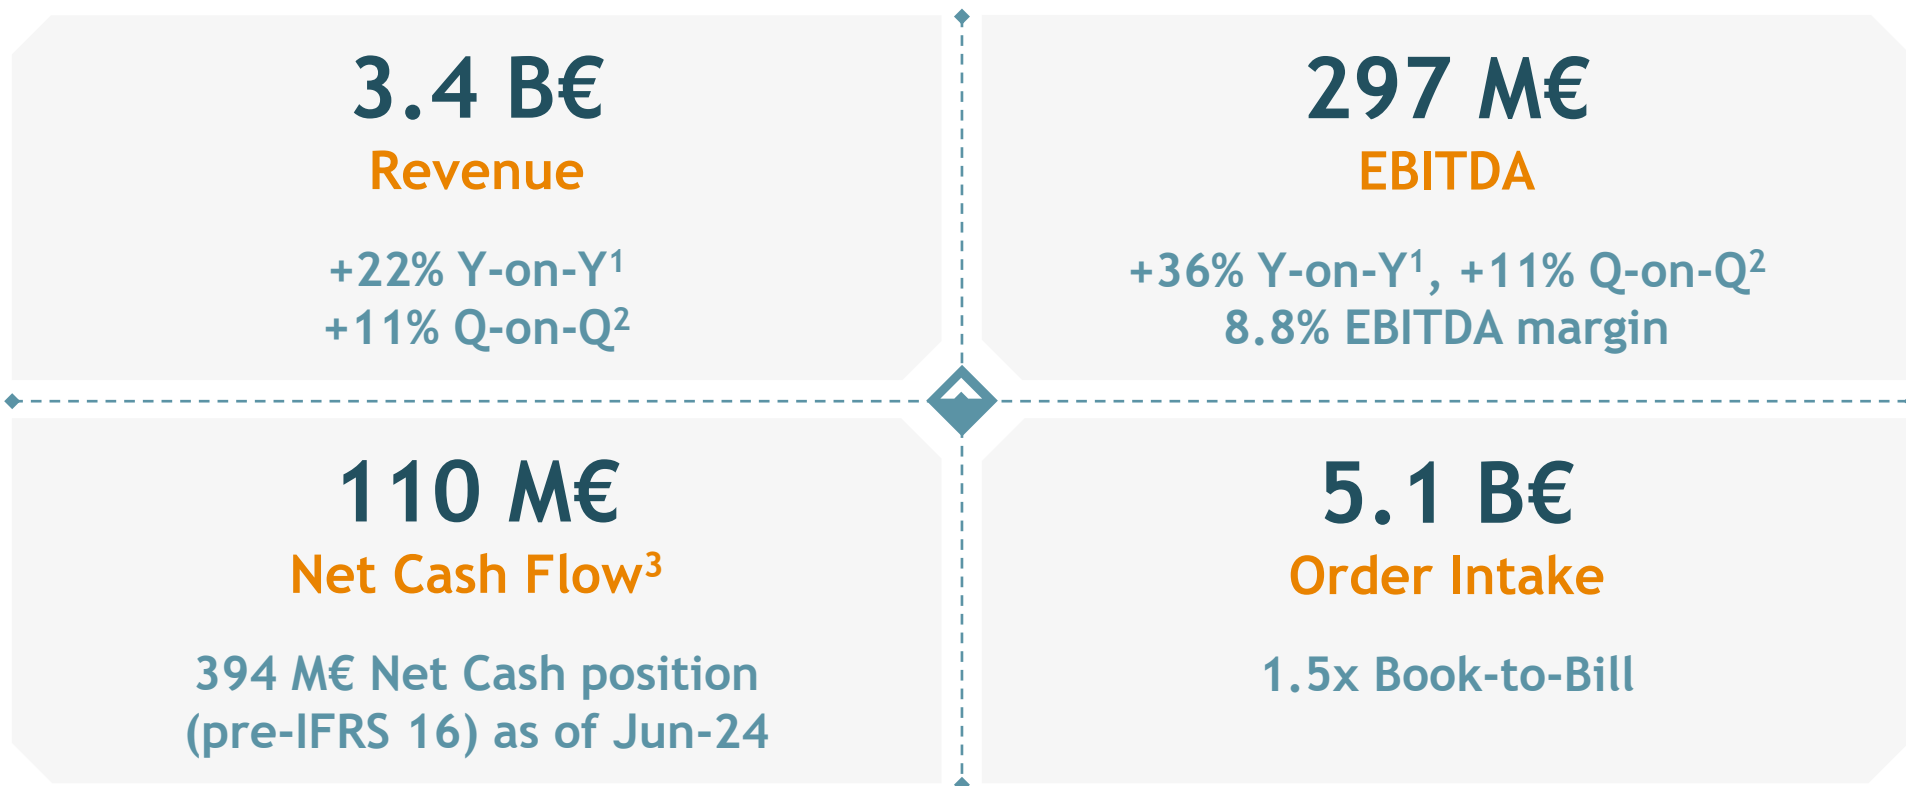 3.4 B€
Revenue
+22% Y-on-Y¹
+11% Q-on-Q²
297 M€
EBITDA
+36% Y-on-Y¹, +11% Q-on-Q²
8.8% EBITDA margin
110 M€
Net Cash Flow³
394 M€ Net Cash position
(pre-IFRS 16) as of Jun-24
5.1 B€
Order Intake
1.5x Book-to-Bill